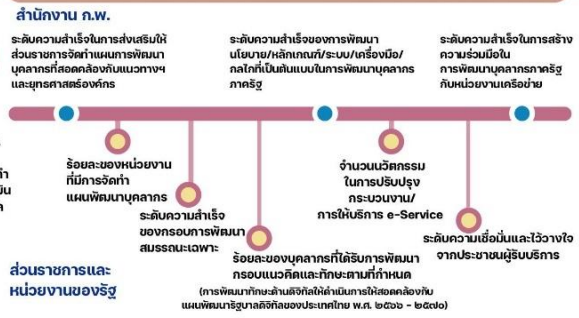 สำนักงาน ก.พ.
ระดับความสำเร็จในการส่งเสริมให้
ส่วนราชการจัดทำแผนการพัฒนา
บุคลากรที่สอดคล้องกับแนวทางฯ
และยุทธศาสตร์องค์กร
ระดับความสำเร็จของการพัฒนา
นโยบาย/หลักเกณฑ์/ระบบ/เครื่องมือ/
กลไกที่เป็นต้นแบบในการพัฒนาบุคลากร
ภาครัฐ
ระดับความสำเร็จในการสร้าง
ความร่วมมือใน
การพัฒนาบุคลากรภาครัฐ
กับหน่วยงานเครือข่าย
ร้อยละของหน่วยงาน
ที่มีการจัดทำ
แผนพัฒนาบุคลากร
ระดับความสำเร็จ
ของกรอบการพัฒนา
สมรรถนะเฉพาะ
ร้อยละของบุคลากรที่ได้รับการพัฒนา
กรอบแนวคิดและทักษะตามที่กำหนด
(การพัฒนาทักษะด้านดิจิทัลให้ดำเนินการให้สอดคล้องกับ
แผนพัฒนารัฐบาลดิจิทัลของประเทศไทย พ.ศ. ๒๕๖๖ - ๒๕๗๐)
จำนวนนวัตกรรม
ในการปรับปรุง
กระบวนงาน/
การให้บริการ e-Service
ระดับความเชื่อมั่นและไว้วางใจ
จากประชาชนผู้รับบริการ
ส่วนราชการและ
หน่วยงานของรัฐ